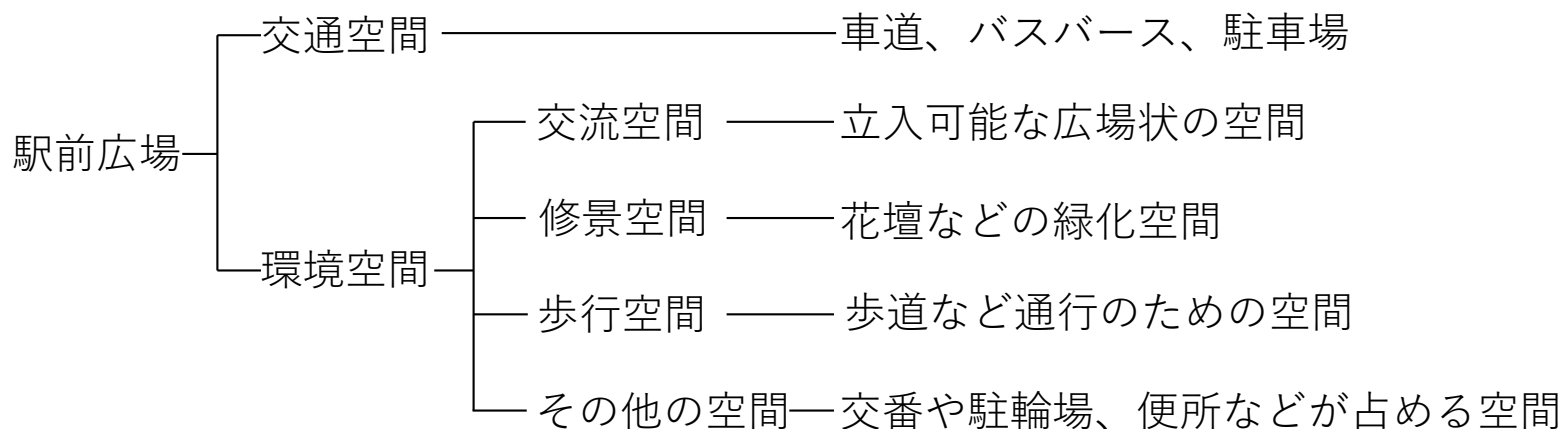 交通空間 車道、バスバース、駐車場
交流空間 立入可能な広場状の空間
駅前広場
修景空間 花壇などの緑化空間
環境空間
歩行空間 歩道など通行のための空間
その他の空間 交番や駐輪場、便所などが占める空間